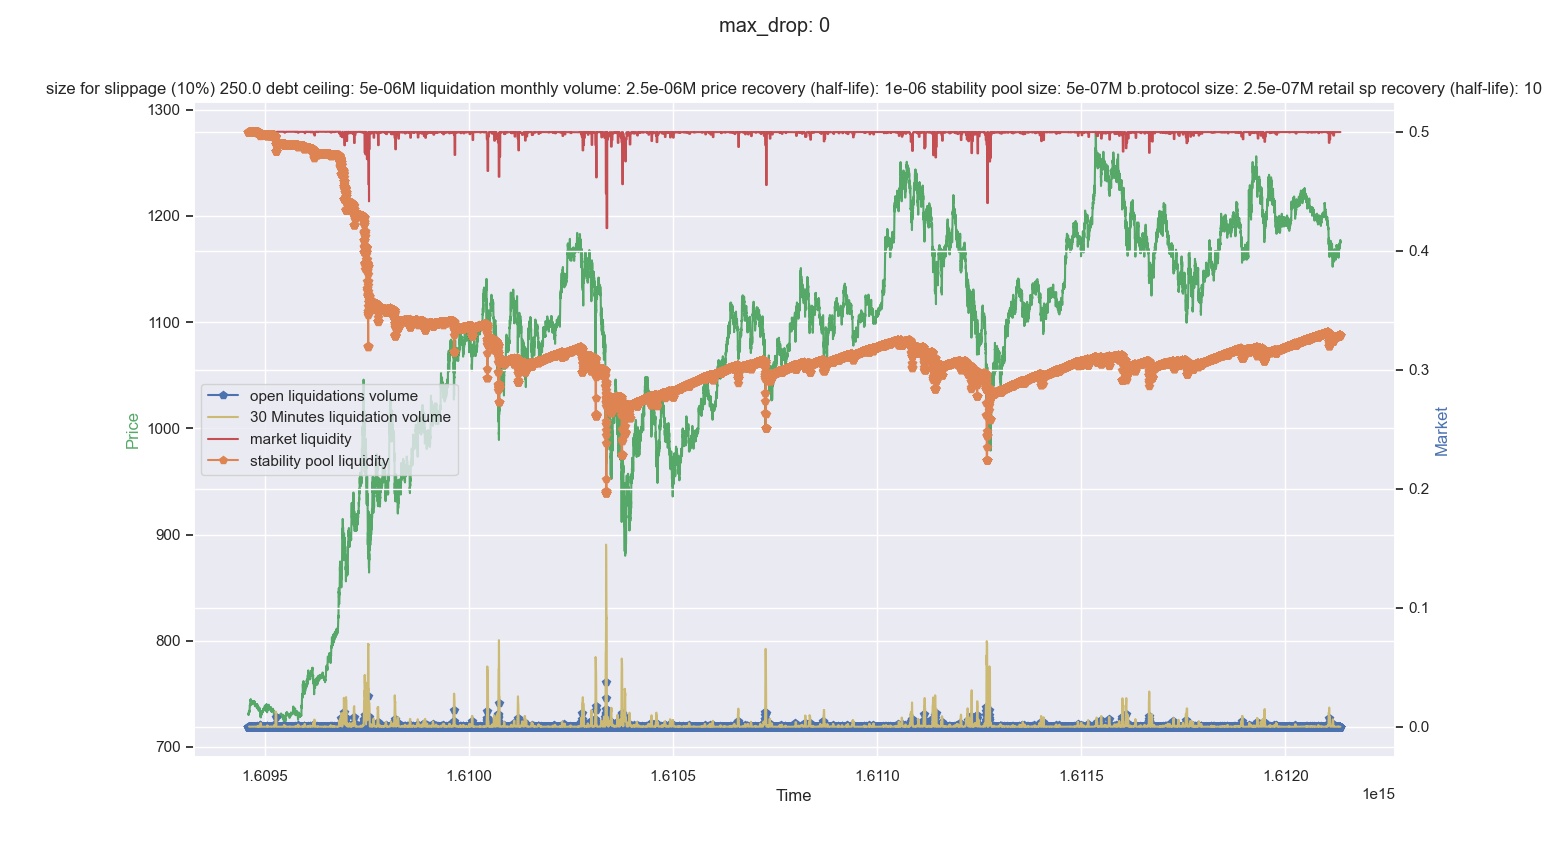 max_drop: 0
size for slippage (10%) 250.0 debt ceiling: 5e-06M liquidation monthly volume: 2.5e-06M price recovery (half-life): 1e-06 stability pool size: 5e-07M b.protocol size: 2.5e-07M retail sp recovery (half-life): 10
1300
1200
1100
1000
900
800
700
Price
open liquidations volume
30 Minutes liquidation volume
market liquidity
stability pool liquidity
0.5
0.4
0.3
0.2
0.1
0.0
Market
1.6095 1.6100 1.6105 1.6110 1.6115 1.6120
Time
1e15